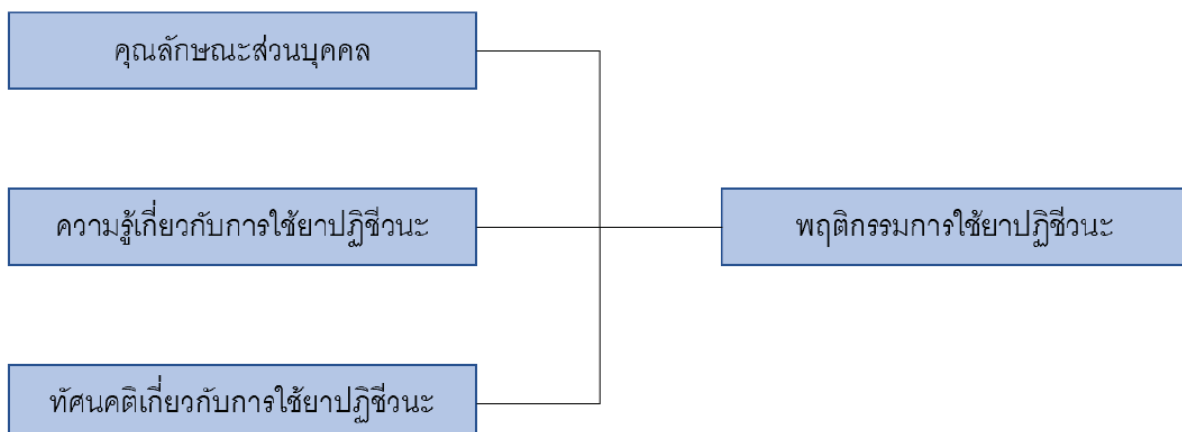 คุณลักษณะส่วนบุคคล
ความรู้เกี่ยวกับการใช้ยาปฏิชีวนะ
พฤติกรรมการใช้ยาปฏิชีวนะ
ทัศนคติเกี่ยวกับการใช้ยาปฏิชีวนะ